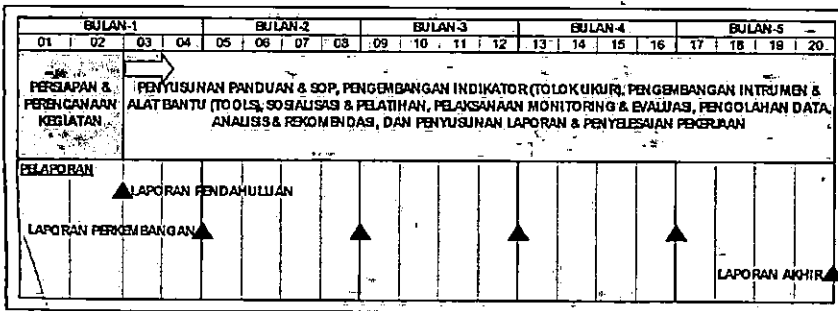 BULAN-1 BULAN-2 BULAN-3 BULAN-4 BULAN-5
01 02 03 04 05 06 07 08 09 10 11 12 13 14 15 16 17 18 19 20
PERSIAPAN &
PERENCANAAN
KEGIATAN
PENYUSUNAN PANDUAN & SOP, PENGEMBANGAN INDIKATOR (TOLOK UKUR), PENGEMBANGAN INTRUMEN &
ALAT BANTU (TOOLS), SOSIALISASI & PELATIHAN, PELAKSANAAN MONITORING & EVALUASI, PENGOLAHAN DATA,
ANALISIS & REKOMENDASI, DAN PENYUSUNAN LAPORAN & PENYELESAIAN PEKERJAAN
PELAPORAN
LAPORAN PENDAHULUAN
LAPORAN PERKEMBANGAN
LAPORAN AKHIR